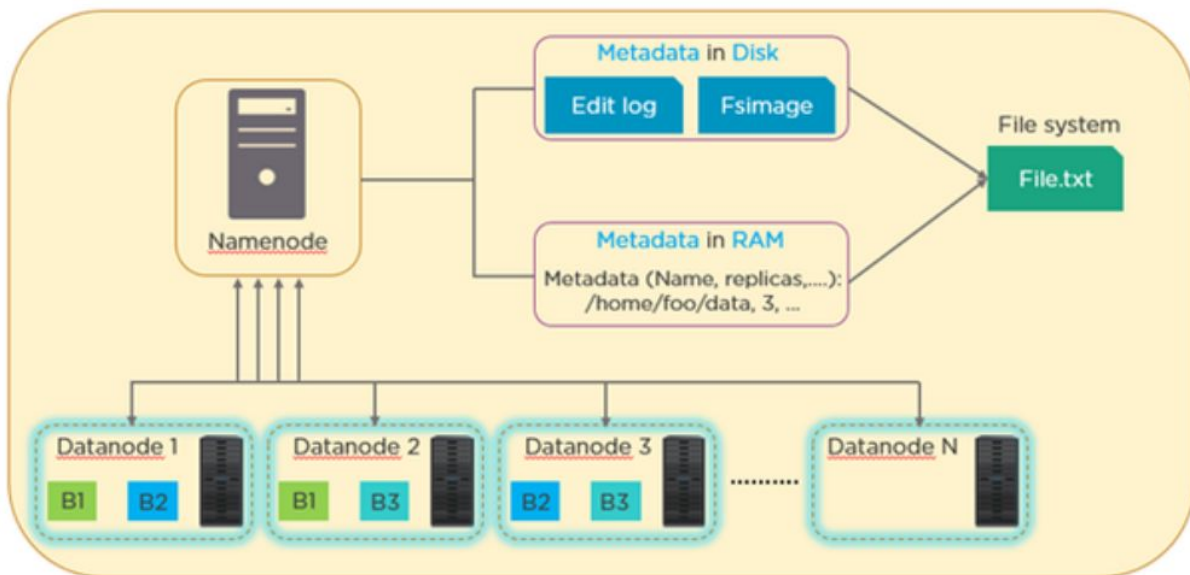 Metadata in Disk
Edit log
Fsimage
File system
File.txt
Namenode
Metadata in RAM
Metadata (Name, replicas,....):
/home/foo/data, 3, ...
Datanode 1
B1
B2
Datanode 2
B1
B3
Datanode 3
B2
B3
..........
Datanode N